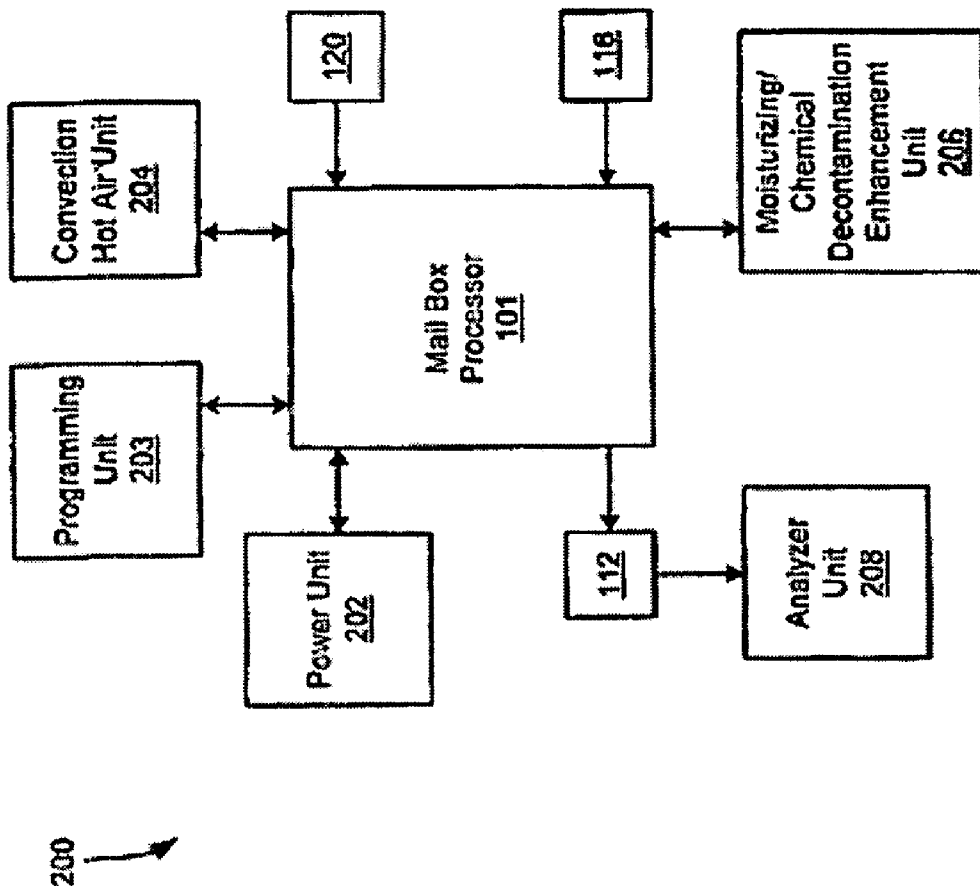 200
Power Unit
202
Programming
Unit
203
112
Analyzer
Unit
208
Mail Box
Processor
101
Convection
Hot Air Unit
204
120
Moisturizing/
Chemical
Decontamination
Enhancement
Unit
206